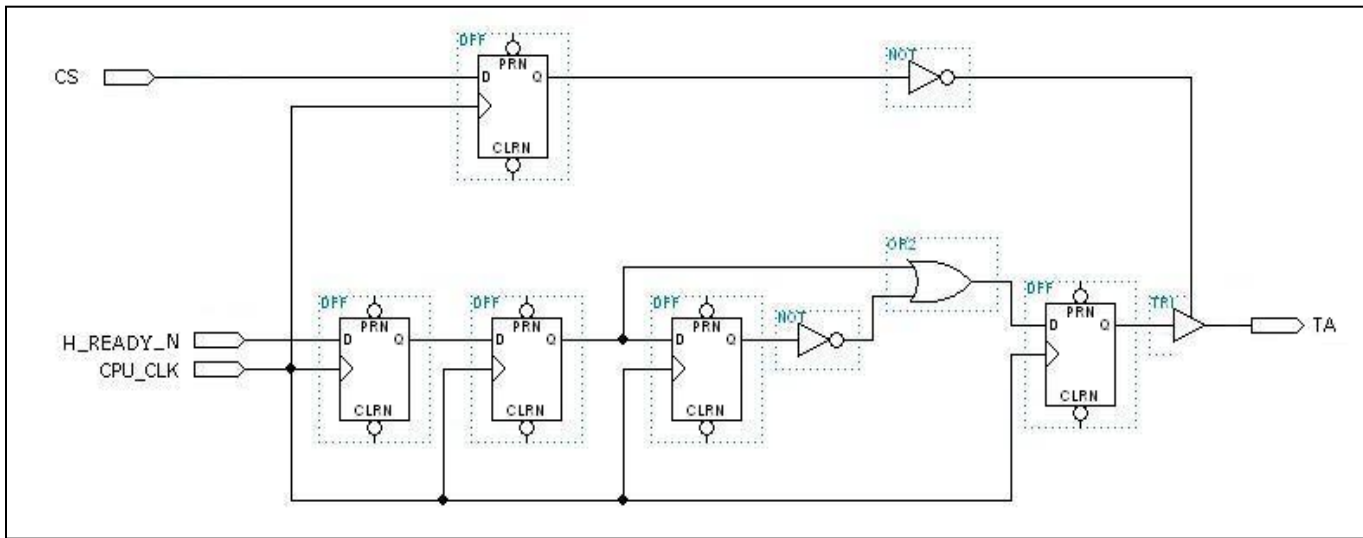 DFF
PRN
CS
D Q
NOT
CLRN
OR2
DFF DFF DFF DFF
PRN PRN PRN NOT PRN TRI
H_READY_N D Q D Q D Q D Q TA
CPU_CLK
CLRN CLRN CLRN CLRN